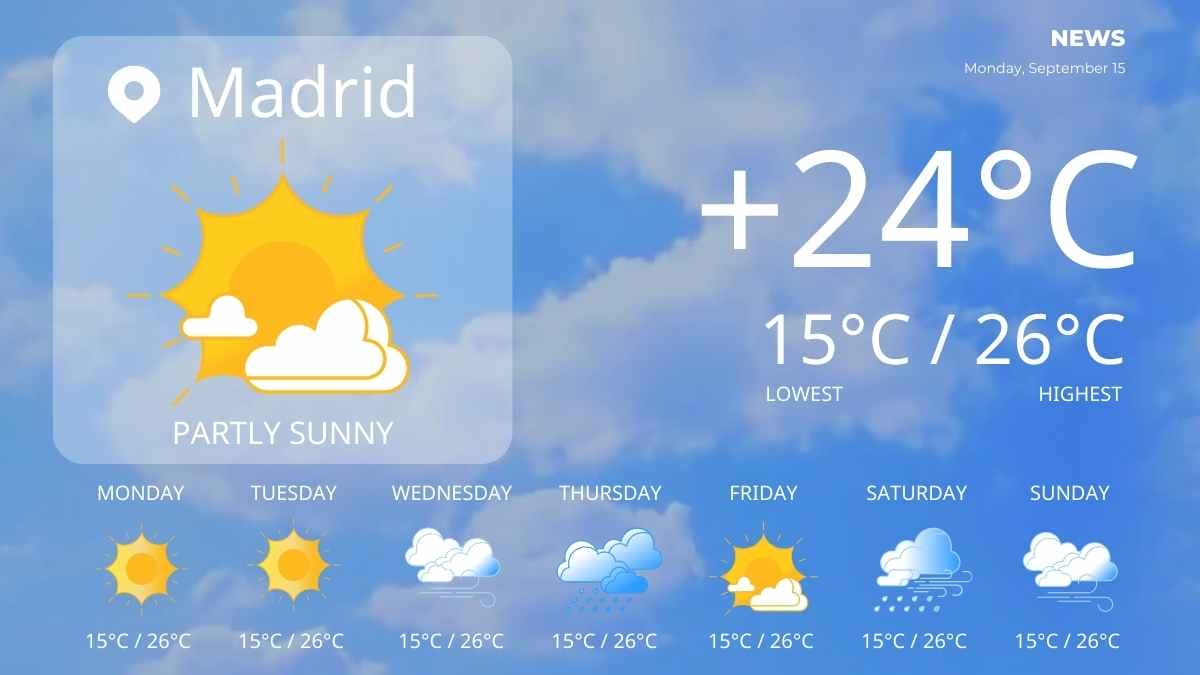 Madrid
PARTLY SUNNY
NEWS
Monday, September 15
+24°C
15°C / 26°C
LOWEST HIGHEST
MONDAY TUESDAY WEDNESDAY THURSDAY FRIDAY SATURDAY SUNDAY
15°C / 26°C 15°C / 26°C 15°C / 26°C 15°C / 26°C 15°C / 26°C 15°C / 26°C 15°C / 26°C